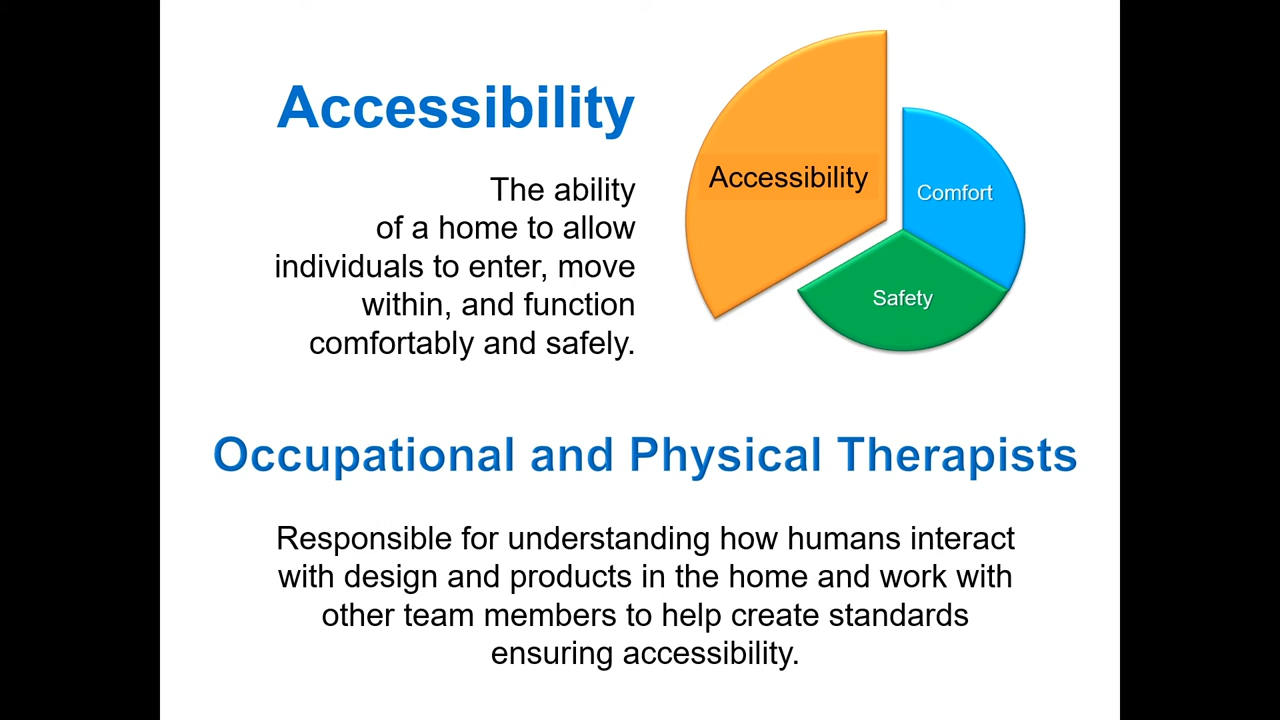 Accessibility
The ability
of a home to allow
individuals to enter, move
within, and function
comfortably and safely.
Accessibility
Comfort
Safety
Occupational and Physical Therapists
Responsible for understanding how humans interact
with design and products in the home and work with
other team members to help create standards
ensuring accessibility.